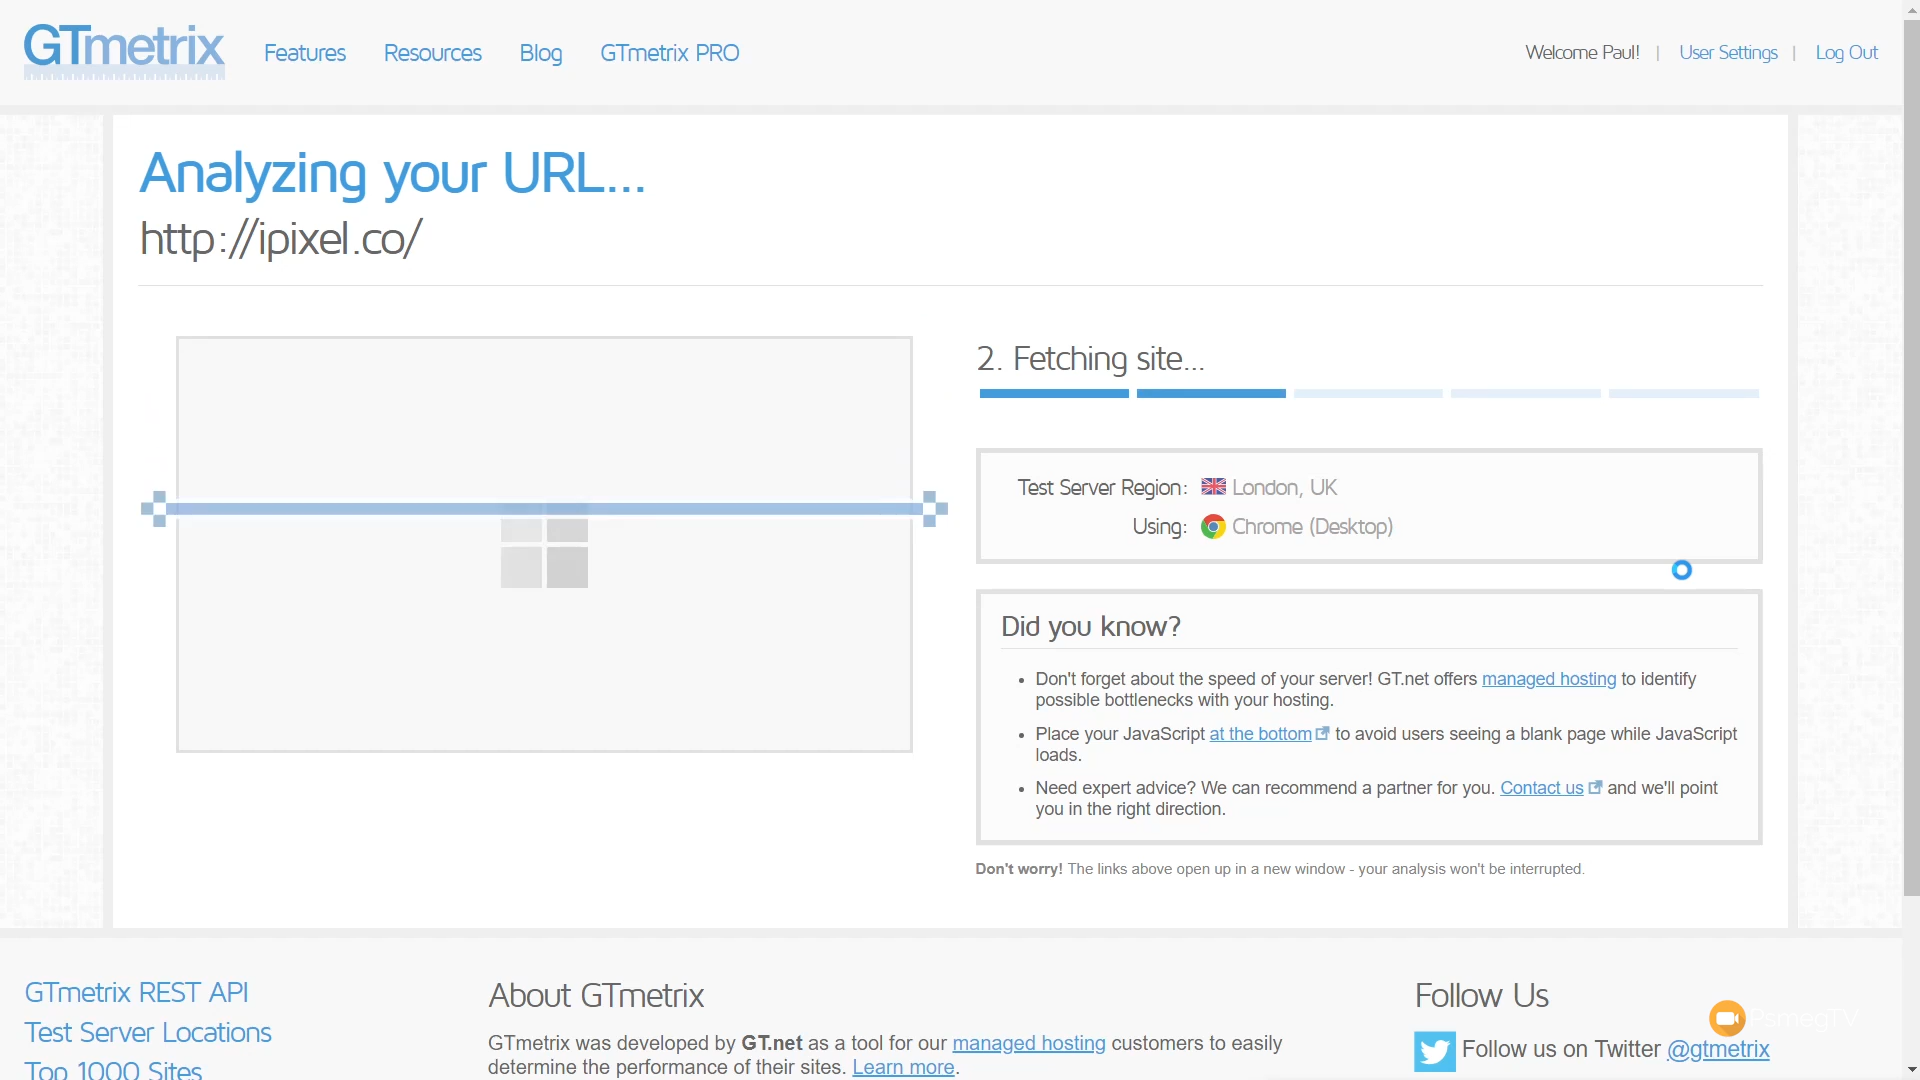 GTmetrix
Features Resources Blog GTmetrix PRO
Welcome Paul! | User Settings | Log Out
Analyzing your URL...
http://ipixel.co/
2. Fetching site...
Test Server Region: London, UK
Using: Chrome (Desktop)
Did you know?
• Don't forget about the speed of your server! GT.net offers managed hosting to identify
possible bottlenecks with your hosting.
• Place your JavaScript at the bottom to avoid users seeing a blank page while JavaScript
loads.
• Need expert advice? We can recommend a partner for you. Contact us and we'll point
you in the right direction.
Don't worry! The links above open up in a new window - your analysis won't be interrupted.
GTmetrix REST API
Test Server Locations
Top 1000 Sites
About GTmetrix
GTmetrix was developed by GT.net as a tool for our managed hosting customers to easily
determine the performance of their sites. Learn more.
Follow Us
PsmegTV
Follow us on Twitter @gtmetrix